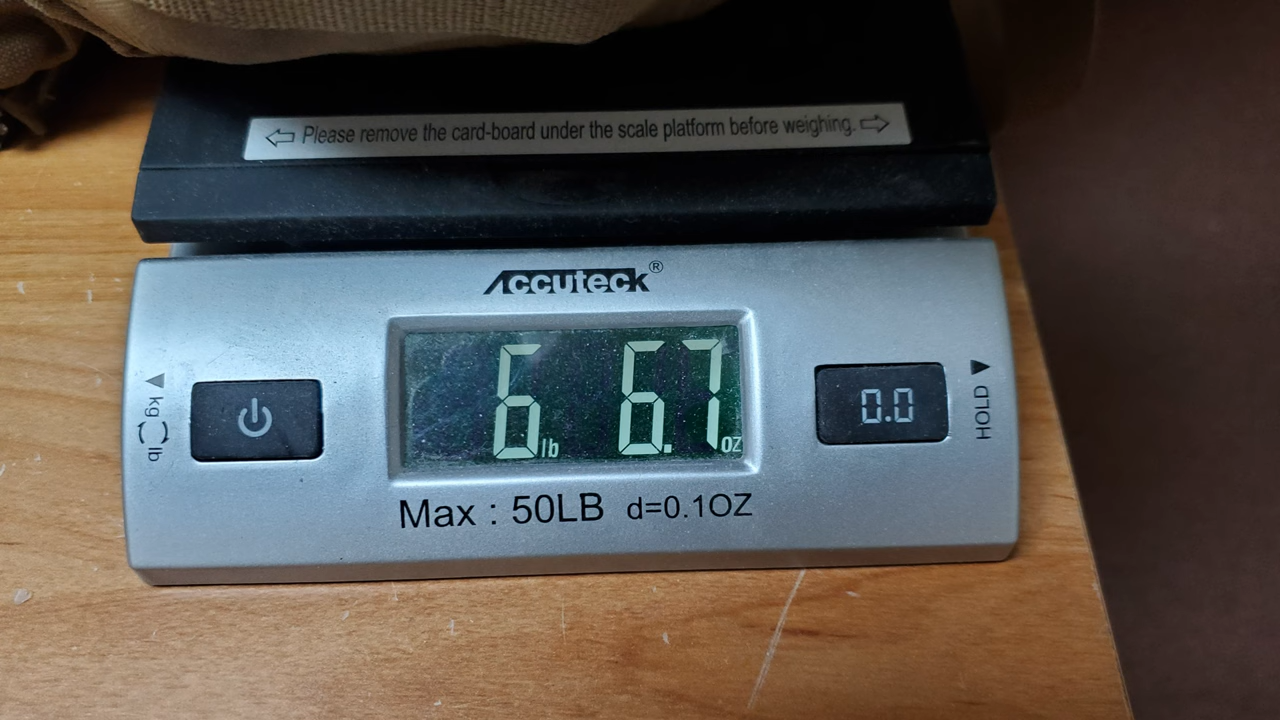 ⇦ Please remove the card-board under the scale platform before weighing. ⇨
Accuteck®
6 lb 6.7 oz
kg lb
0.0
HOLD
Max : 50LB d=0.1OZ